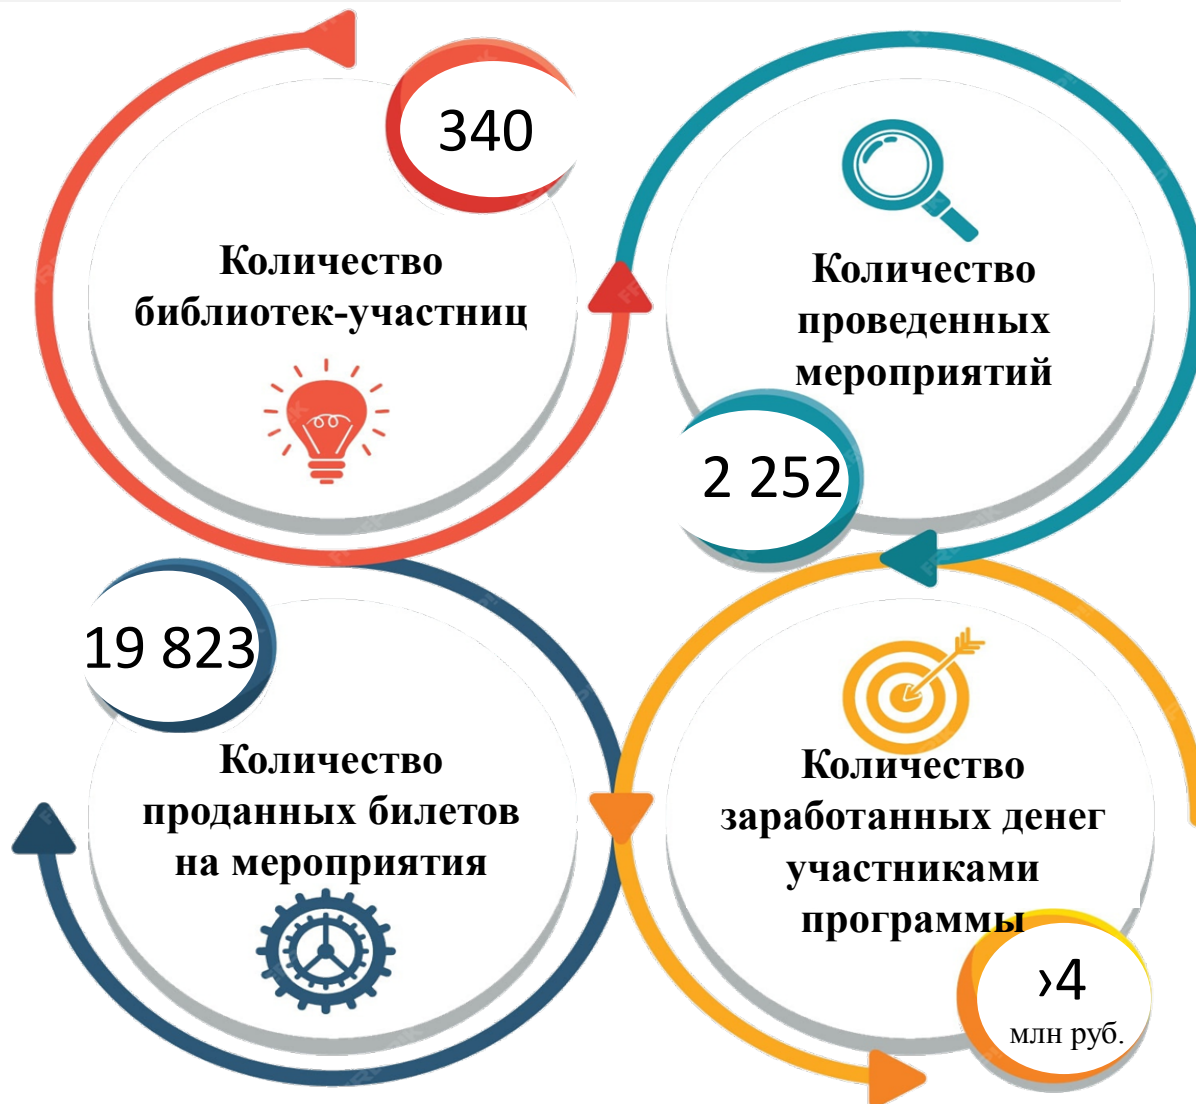 340
Количество
библиотек-участниц
Количество
проведенных
мероприятий
2 252
19 823
Количество
проданных билетов
на мероприятия
Количество
заработанных денег
участниками
программы
›4
млн руб.